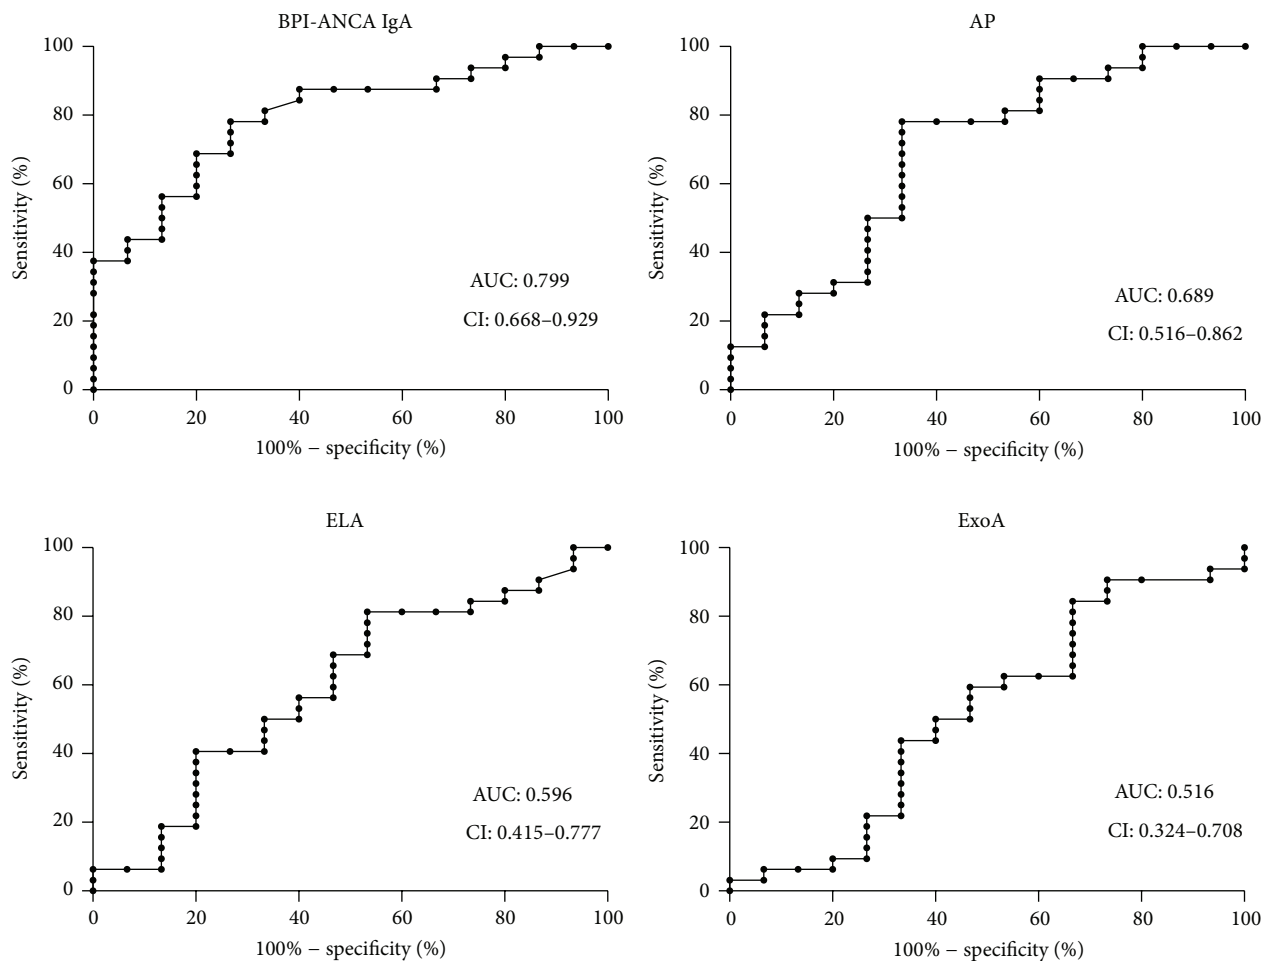 BPI-ANCA IgA
100
80
60
40
20
0
Sensitivity (%)
AUC: 0.799
CI: 0.668–0.929
0 20 40 60 80 100
100% − specificity (%)
AP
100
80
60
40
20
0
Sensitivity (%)
AUC: 0.689
CI: 0.516–0.862
0 20 40 60 80 100
100% − specificity (%)
ELA
100
80
60
40
20
0
Sensitivity (%)
AUC: 0.596
CI: 0.415–0.777
0 20 40 60 80 100
100% − specificity (%)
ExoA
100
80
60
40
20
0
Sensitivity (%)
AUC: 0.516
CI: 0.324–0.708
0 20 40 60 80 100
100% − specificity (%)